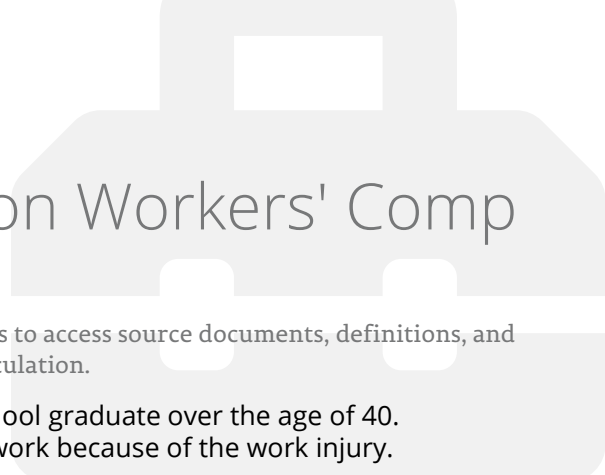 on Workers' Comp
s to access source documents, definitions, and
culation.
ool graduate over the age of 40.
work because of the work injury.